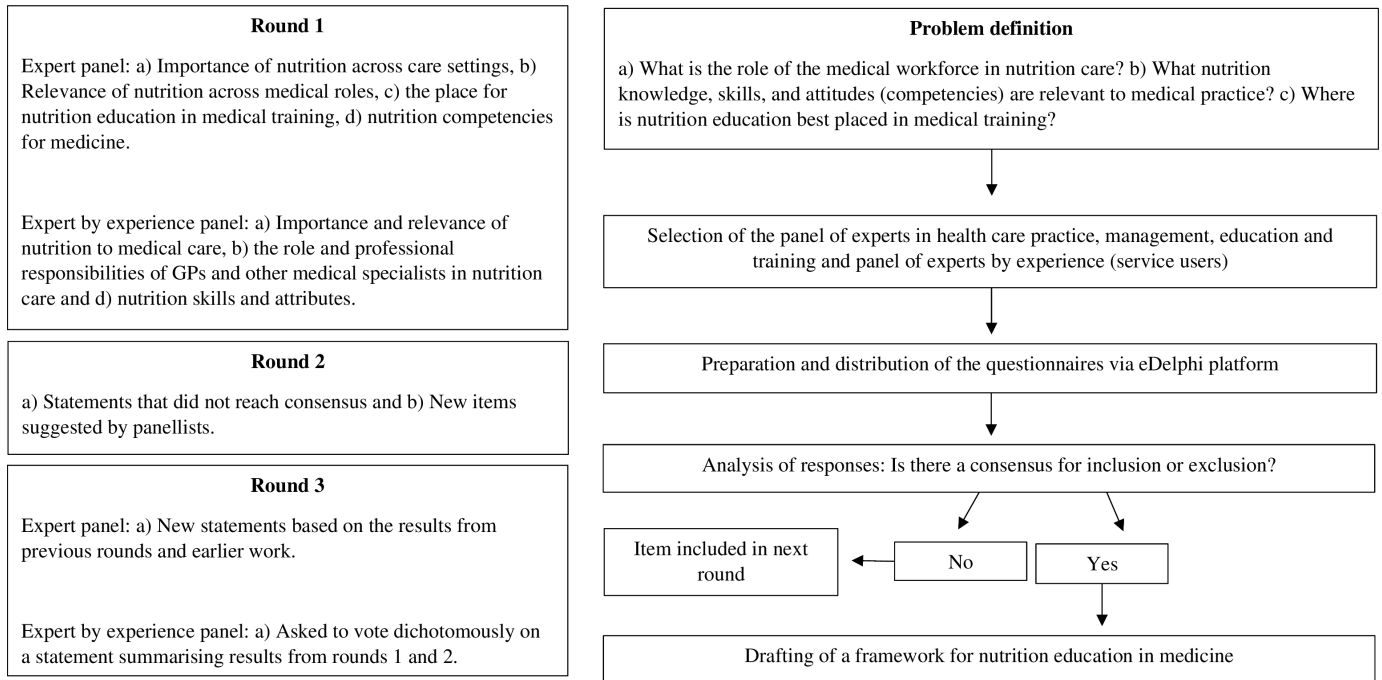 Round 1
Expert panel: a) Importance of nutrition across care settings, b)
Relevance of nutrition across medical roles, c) the place for
nutrition education in medical training, d) nutrition competencies
for medicine.
Expert by experience panel: a) Importance and relevance of
nutrition to medical care, b) the role and professional
responsibilities of GPs and other medical specialists in nutrition
care and d) nutrition skills and attributes.
Round 2
a) Statements that did not reach consensus and b) New items
suggested by panellists.
Round 3
Expert panel: a) New statements based on the results from
previous rounds and earlier work.
Expert by experience panel: a) Asked to vote dichotomously on
a statement summarising results from rounds 1 and 2.
Problem definition
a) What is the role of the medical workforce in nutrition care? b) What nutrition
knowledge, skills, and attitudes (competencies) are relevant to medical practice? c) Where
is nutrition education best placed in medical training?
Selection of the panel of experts in health care practice, management, education and
training and panel of experts by experience (service users)
Preparation and distribution of the questionnaires via eDelphi platform
Analysis of responses: Is there a consensus for inclusion or exclusion?
Item included in next
round
No
Yes
Drafting of a framework for nutrition education in medicine